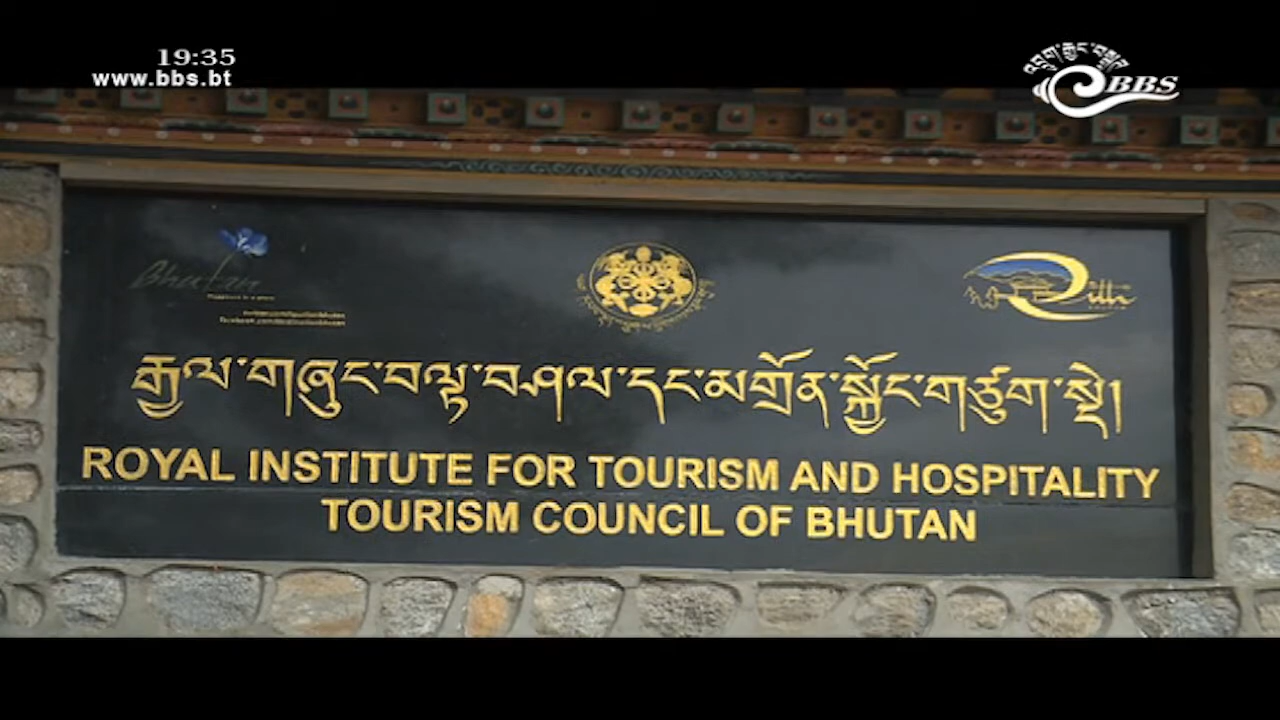 19:35
www.bbs.bt
BBS
Bhutan
རྒྱལ་གཞུང་བལྟ་བཤལ་དང་མགྲོན་སྐྱོང་གཙུག་སྡེ།
ROYAL INSTITUTE FOR TOURISM AND HOSPITALITY
TOURISM COUNCIL OF BHUTAN